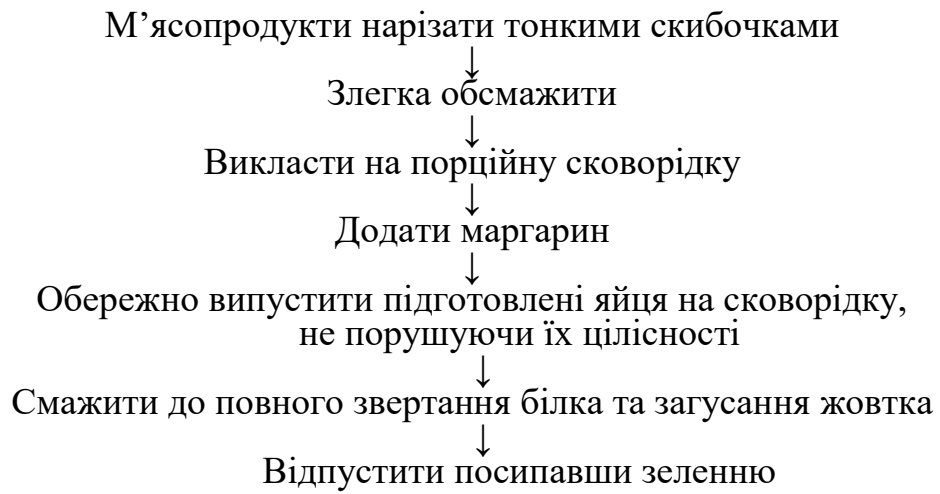 М’ясопродукти нарізати тонкими скибочками
↓
Злегка обсмажити
↓
Викласти на порційну сковорідку
↓
Додати маргарин
↓
Обережно випустити підготовлені яйця на сковорідку,
не порушуючи їх цілісності
↓
Смажити до повного звертання білка та загусання жовтка
↓
Відпустити посипавши зеленню